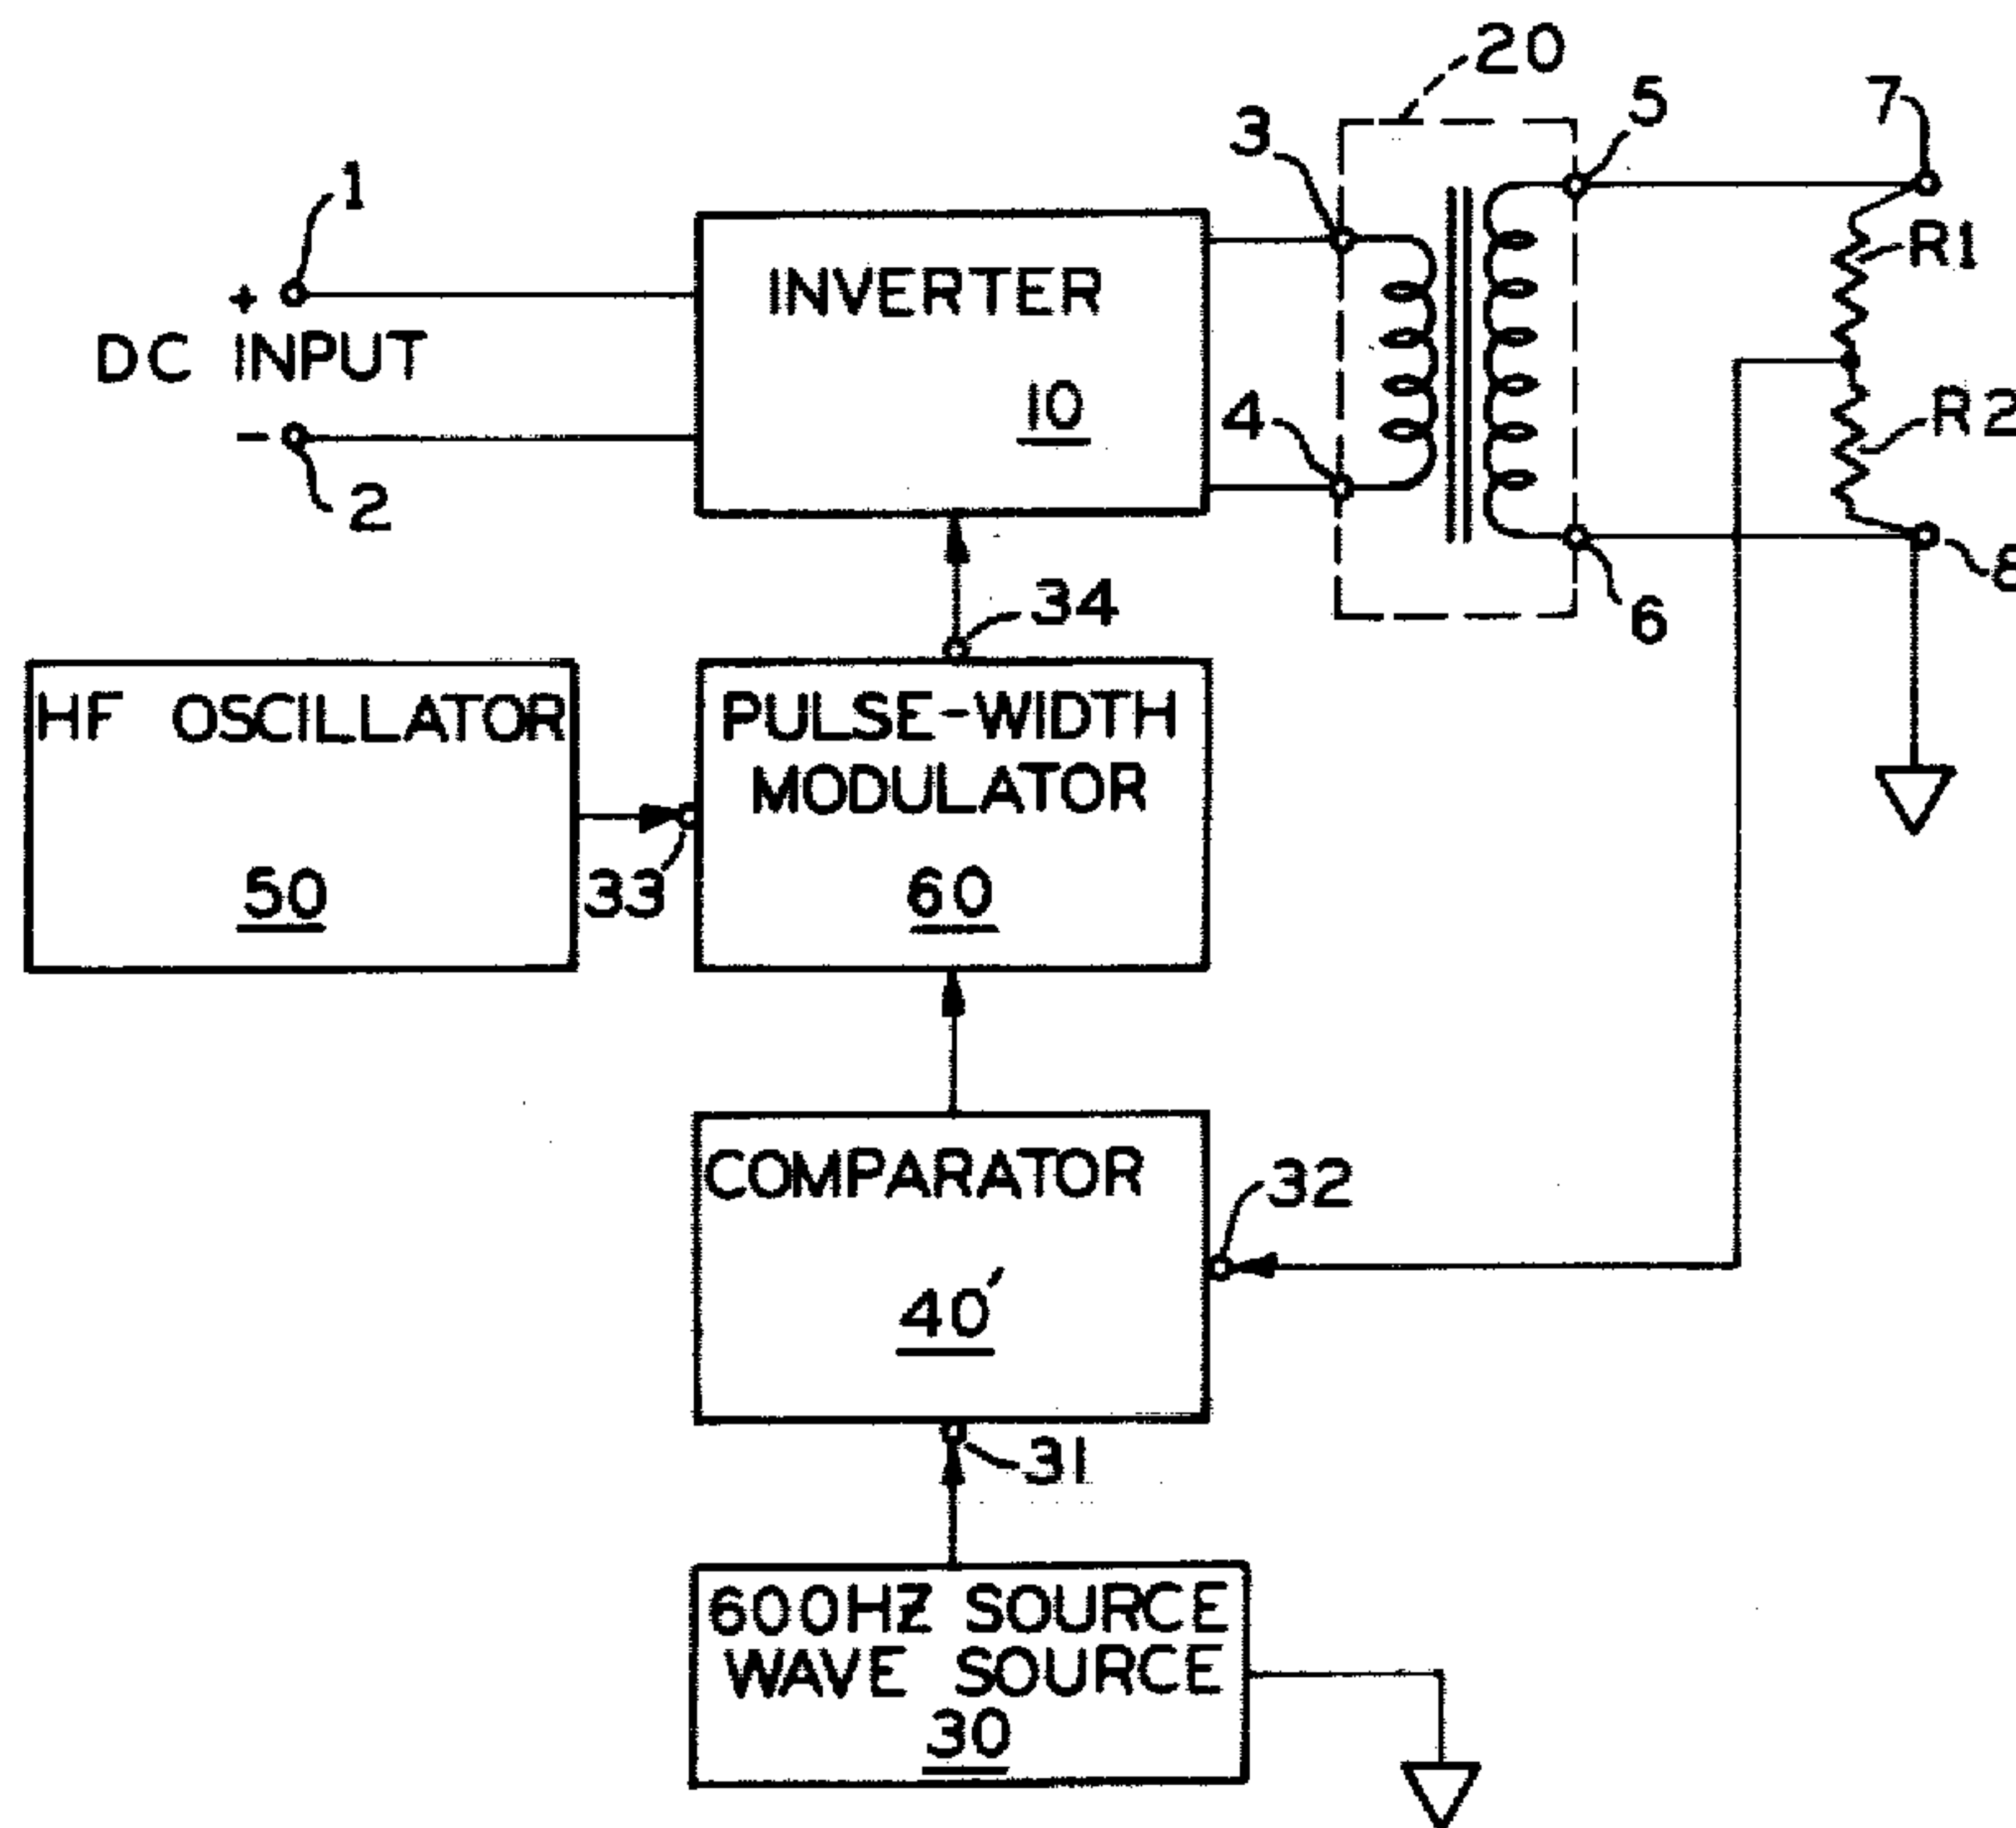 20
5
7
3
1
R1
INVERTER
+
DC INPUT
10
4
R2
-
2
8
34
6
HF OSCILLATOR
PULSE-WIDTH
MODULATOR
50
33
60
COMPARATOR
32
40'
31
600HZ SOURCE
WAVE SOURCE
30